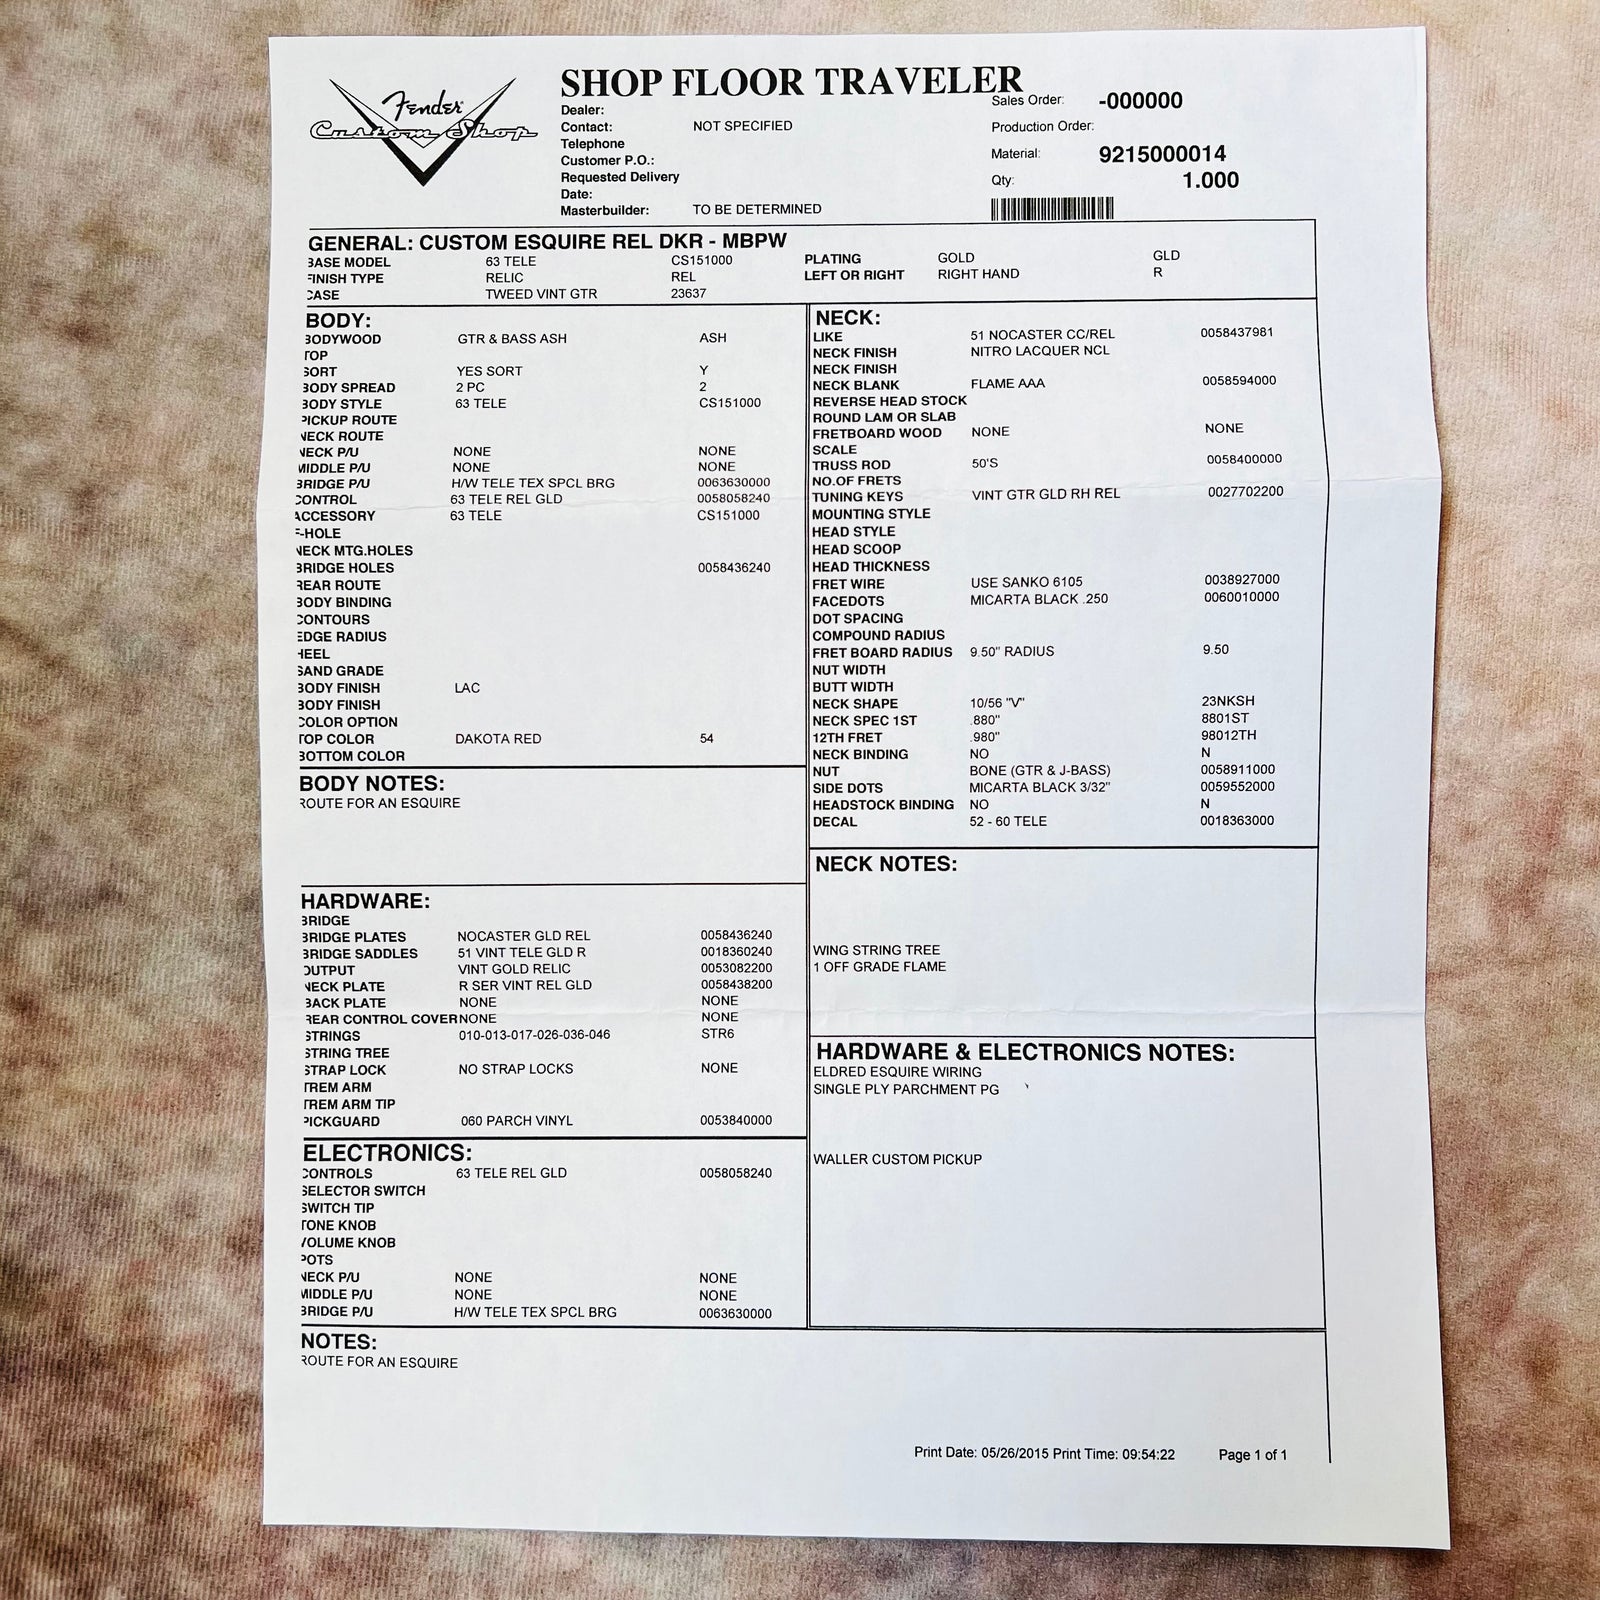 Fender
Custom Shop
SHOP FLOOR TRAVELER
Dealer:
Contact: NOT SPECIFIED
Telephone
Customer P.O.:
Requested Delivery
Date:
Masterbuilder: TO BE DETERMINED
Sales Order: -000000
Production Order:
Material: 9215000014
Qty: 1.000
GENERAL: CUSTOM ESQUIRE REL DKR - MBPW
BASE MODEL 63 TELE CS151000 PLATING GOLD GLD
FINISH TYPE RELIC REL LEFT OR RIGHT RIGHT HAND R
CASE TWEED VINT GTR 23637
BODY:
BODYWOOD GTR & BASS ASH ASH
TOP
SORT YES SORT Y
BODY SPREAD 2 PC 2
BODY STYLE 63 TELE CS151000
PICKUP ROUTE
NECK ROUTE
NECK P/U NONE NONE
MIDDLE P/U NONE NONE
BRIDGE P/U H/W TELE TEX SPCL BRG 0063630000
CONTROL 63 TELE REL GLD 0058058240
ACCESSORY 63 TELE CS151000
F-HOLE
NECK MTG.HOLES
BRIDGE HOLES 0058436240
REAR ROUTE
BODY BINDING
CONTOURS
EDGE RADIUS
HEEL
SAND GRADE
BODY FINISH LAC
BODY FINISH
COLOR OPTION
TOP COLOR DAKOTA RED 54
BOTTOM COLOR
BODY NOTES:
ROUTE FOR AN ESQUIRE
HARDWARE:
BRIDGE
BRIDGE PLATES NOCASTER GLD REL 0058436240
BRIDGE SADDLES 51 VINT TELE GLD R 0018360240
OUTPUT VINT GOLD RELIC 0053082200
NECK PLATE R SER VINT REL GLD 0058438200
BACK PLATE NONE NONE
REAR CONTROL COVER NONE NONE
STRINGS 010-013-017-026-036-046 STR6
STRING TREE
STRAP LOCK NO STRAP LOCKS NONE
TREM ARM
TREM ARM TIP
PICKGUARD 060 PARCH VINYL 0053840000
ELECTRONICS:
CONTROLS 63 TELE REL GLD 0058058240
SELECTOR SWITCH
SWITCH TIP
TONE KNOB
VOLUME KNOB
POTS
NECK P/U NONE NONE
MIDDLE P/U NONE NONE
BRIDGE P/U H/W TELE TEX SPCL BRG 0063630000
NECK:
LIKE 51 NOCASTER CC/REL 0058437981
NECK FINISH NITRO LACQUER NCL
NECK FINISH
NECK BLANK FLAME AAA 0058594000
REVERSE HEAD STOCK
ROUND LAM OR SLAB
FRETBOARD WOOD NONE NONE
SCALE
TRUSS ROD 50'S 0058400000
NO.OF FRETS
TUNING KEYS VINT GTR GLD RH REL 0027702200
MOUNTING STYLE
HEAD STYLE
HEAD SCOOP
HEAD THICKNESS
FRET WIRE USE SANKO 6105 0038927000
FACEDOTS MICARTA BLACK .250 0060010000
DOT SPACING
COMPOUND RADIUS
FRET BOARD RADIUS 9.50" RADIUS 9.50
NUT WIDTH
BUTT WIDTH
NECK SHAPE 10/56 "V" 23NKSH
NECK SPEC 1ST .880" 8801ST
12TH FRET .980" 98012TH
NECK BINDING NO N
NUT BONE (GTR & J-BASS) 0058911000
SIDE DOTS MICARTA BLACK 3/32" 0059552000
HEADSTOCK BINDING NO N
DECAL 52 - 60 TELE 0018363000
NECK NOTES:
WING STRING TREE
1 OFF GRADE FLAME
HARDWARE & ELECTRONICS NOTES:
ELDRED ESQUIRE WIRING
SINGLE PLY PARCHMENT PG
WALLER CUSTOM PICKUP
NOTES:
ROUTE FOR AN ESQUIRE
Print Date: 05/26/2015 Print Time: 09:54:22 Page 1 of 1